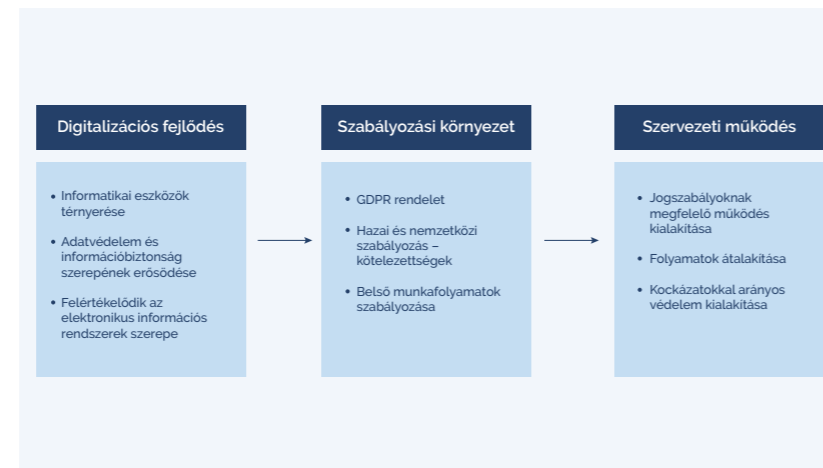 Digitalizációs fejlődés
• Informatikai eszközök
térnyerése
• Adatvédelem és
információbiztonság
szerepének erősödése
• Felértékelődik az
elektronikus információs
rendszerek szerepe
Szabályozási környezet
• GDPR rendelet
• Hazai és nemzetközi
szabályozás –
kötelezettségek
• Belső munkafolyamatok
szabályozása
Szervezeti működés
• Jogszabályoknak
megfelelő működés
kialakítása
• Folyamatok átalakítása
• Kockázatokkal arányos
védelem kialakítása